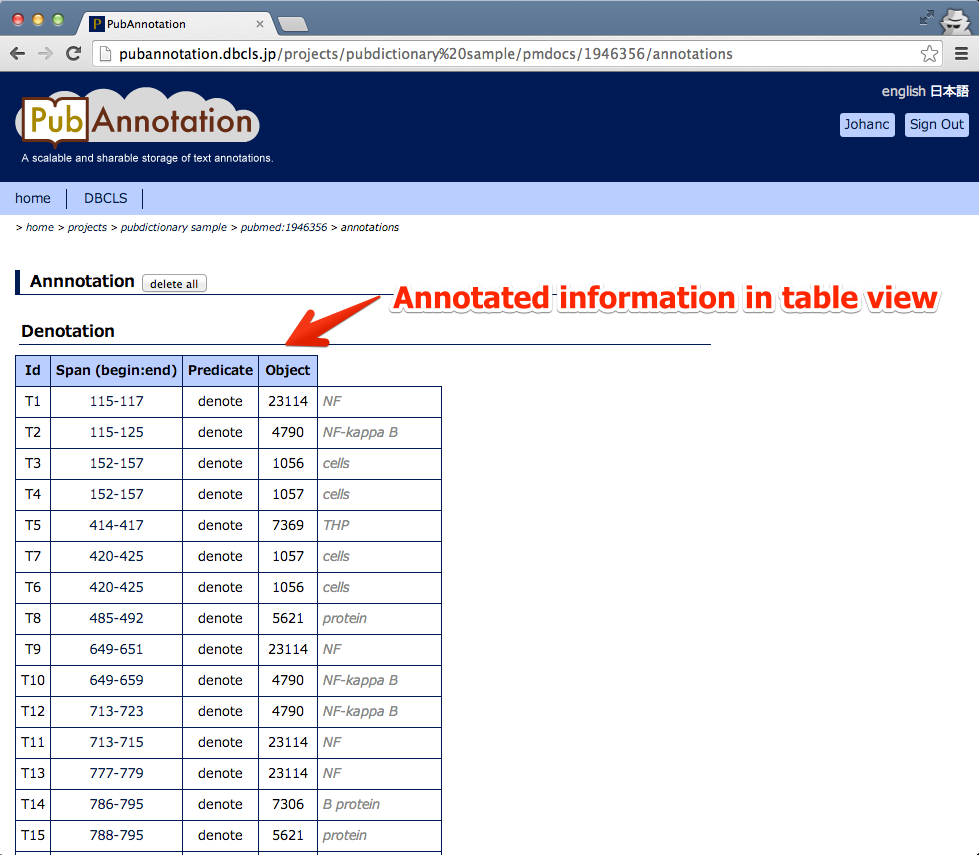 PubAnnotation
pubannotation.dbcls.jp/projects/pubdictionary%20sample/pmdocs/1946356/annotations
english 日本語
PubAnnotation
Johanc Sign Out
A scalable and sharable storage of text annotations.
home DBCLS
> home > projects > pubdictionary sample > pubmed:1946356 > annotations
Annnotation delete all
Annotated information in table view
Denotation
Id Span (begin:end) Predicate Object
T1 115-117 denote 23114 NF
T2 115-125 denote 4790 NF-kappa B
T3 152-157 denote 1056 cells
T4 152-157 denote 1057 cells
T5 414-417 denote 7369 THP
T7 420-425 denote 1057 cells
T6 420-425 denote 1056 cells
T8 485-492 denote 5621 protein
T9 649-651 denote 23114 NF
T10 649-659 denote 4790 NF-kappa B
T12 713-723 denote 4790 NF-kappa B
T11 713-715 denote 23114 NF
T13 777-779 denote 23114 NF
T14 786-795 denote 7306 B protein
T15 788-795 denote 5621 protein